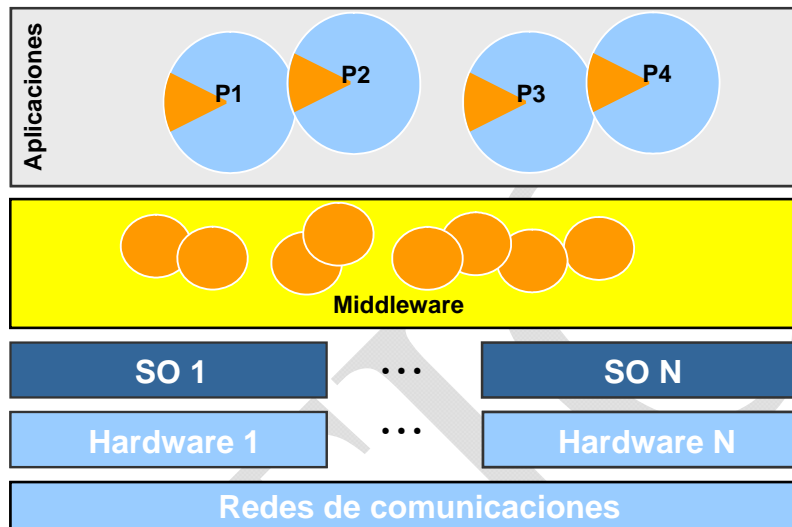 Aplicaciones
P1
P2
P3
P4
Middleware
SO 1
...
SO N
Hardware 1
...
Hardware N
Redes de comunicaciones